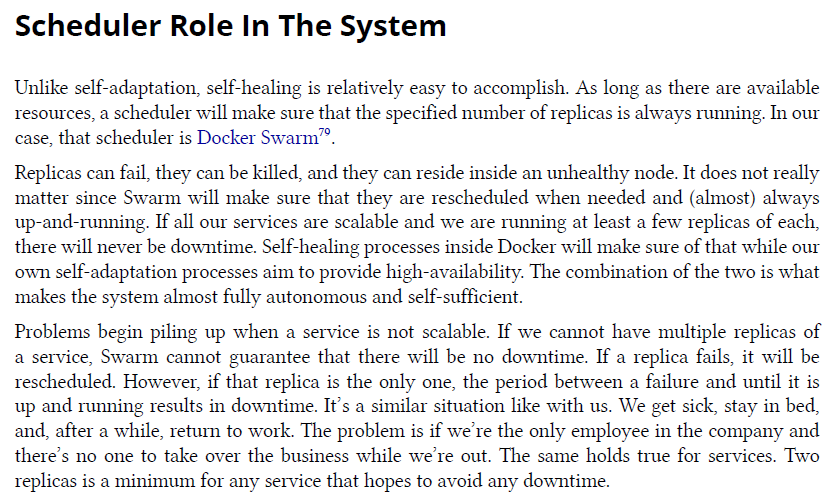 Scheduler Role In The System
Unlike self-adaptation, self-healing is relatively easy to accomplish. As long as there are available
resources, a scheduler will make sure that the specified number of replicas is always running. In our
case, that scheduler is Docker Swarm⁷⁹.
Replicas can fail, they can be killed, and they can reside inside an unhealthy node. It does not really
matter since Swarm will make sure that they are rescheduled when needed and (almost) always
up-and-running. If all our services are scalable and we are running at least a few replicas of each,
there will never be downtime. Self-healing processes inside Docker will make sure of that while our
own self-adaptation processes aim to provide high-availability. The combination of the two is what
makes the system almost fully autonomous and self-sufficient.
Problems begin piling up when a service is not scalable. If we cannot have multiple replicas of
a service, Swarm cannot guarantee that there will be no downtime. If a replica fails, it will be
rescheduled. However, if that replica is the only one, the period between a failure and until it is
up and running results in downtime. It’s a similar situation like with us. We get sick, stay in bed,
and, after a while, return to work. The problem is if we’re the only employee in the company and
there’s no one to take over the business while we’re out. The same holds true for services. Two
replicas is a minimum for any service that hopes to avoid any downtime.